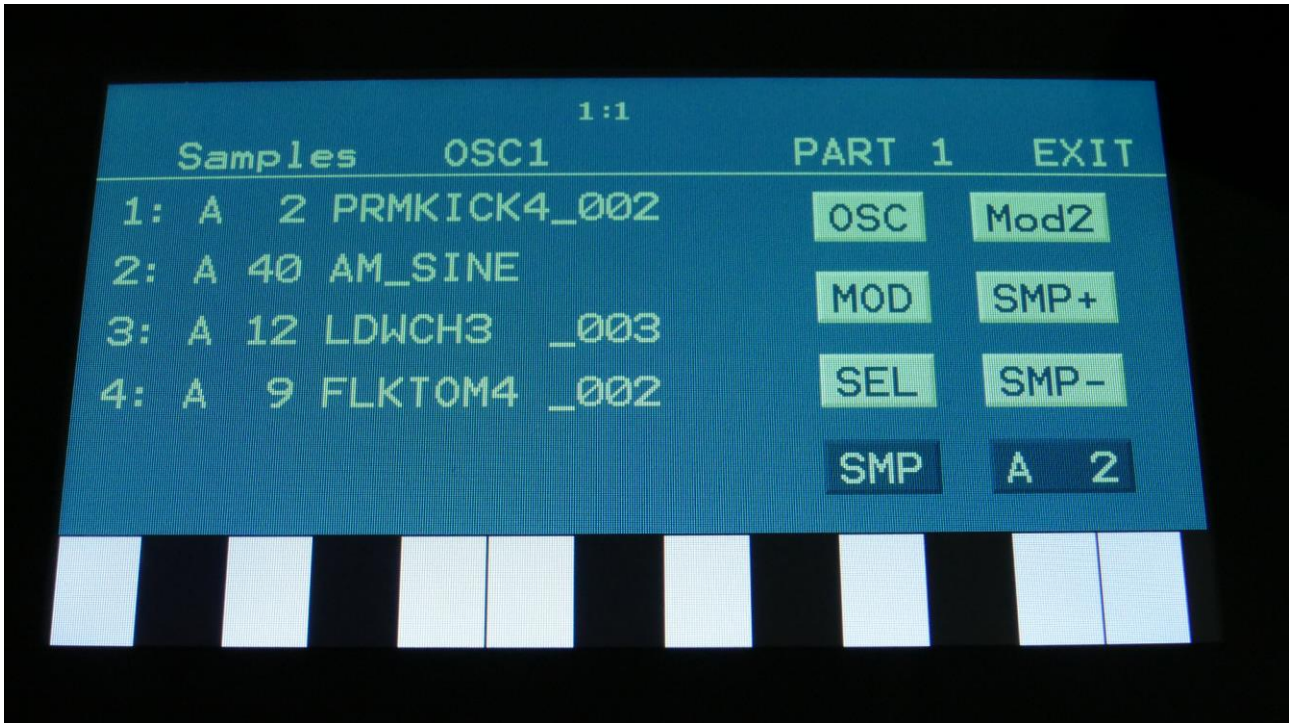 1:1
Samples OSC1 PART 1 EXIT
1: A 2 PRMKICK4_002 OSC Mod2
2: A 40 AM_SINE MOD SMP+
3: A 12 LDWCH3 _003
4: A 9 FLKTOM4 _002 SEL SMP-
SMP A 2